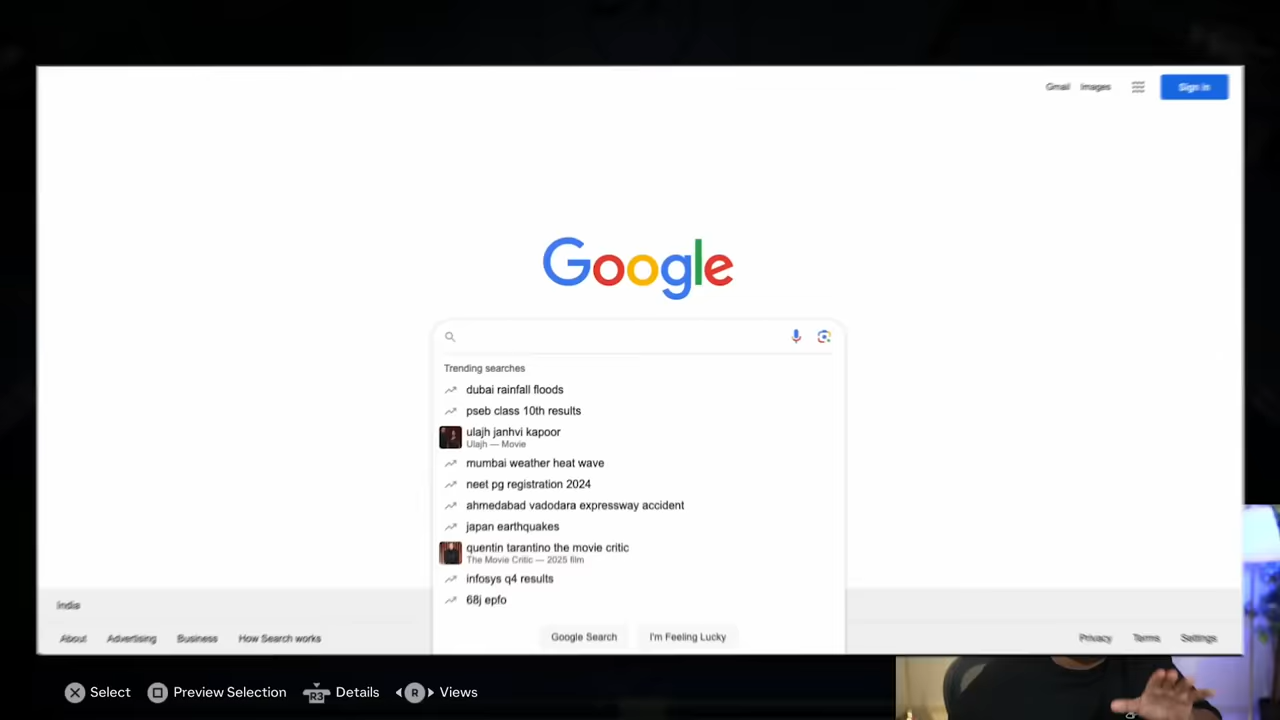 Gmail Images Sign in
Google
Trending searches
dubai rainfall floods
pseb class 10th results
ulajh janhvi kapoor
Ulajh — Movie
mumbai weather heat wave
neet pg registration 2024
ahmedabad vadodara expressway accident
japan earthquakes
quentin tarantino the movie critic
The Movie Critic — 2025 film
infosys q4 results
68j epfo
India
Google Search I'm Feeling Lucky
About Advertising Business How Search works Privacy Terms Settings
Select Preview Selection R3 Details R Views